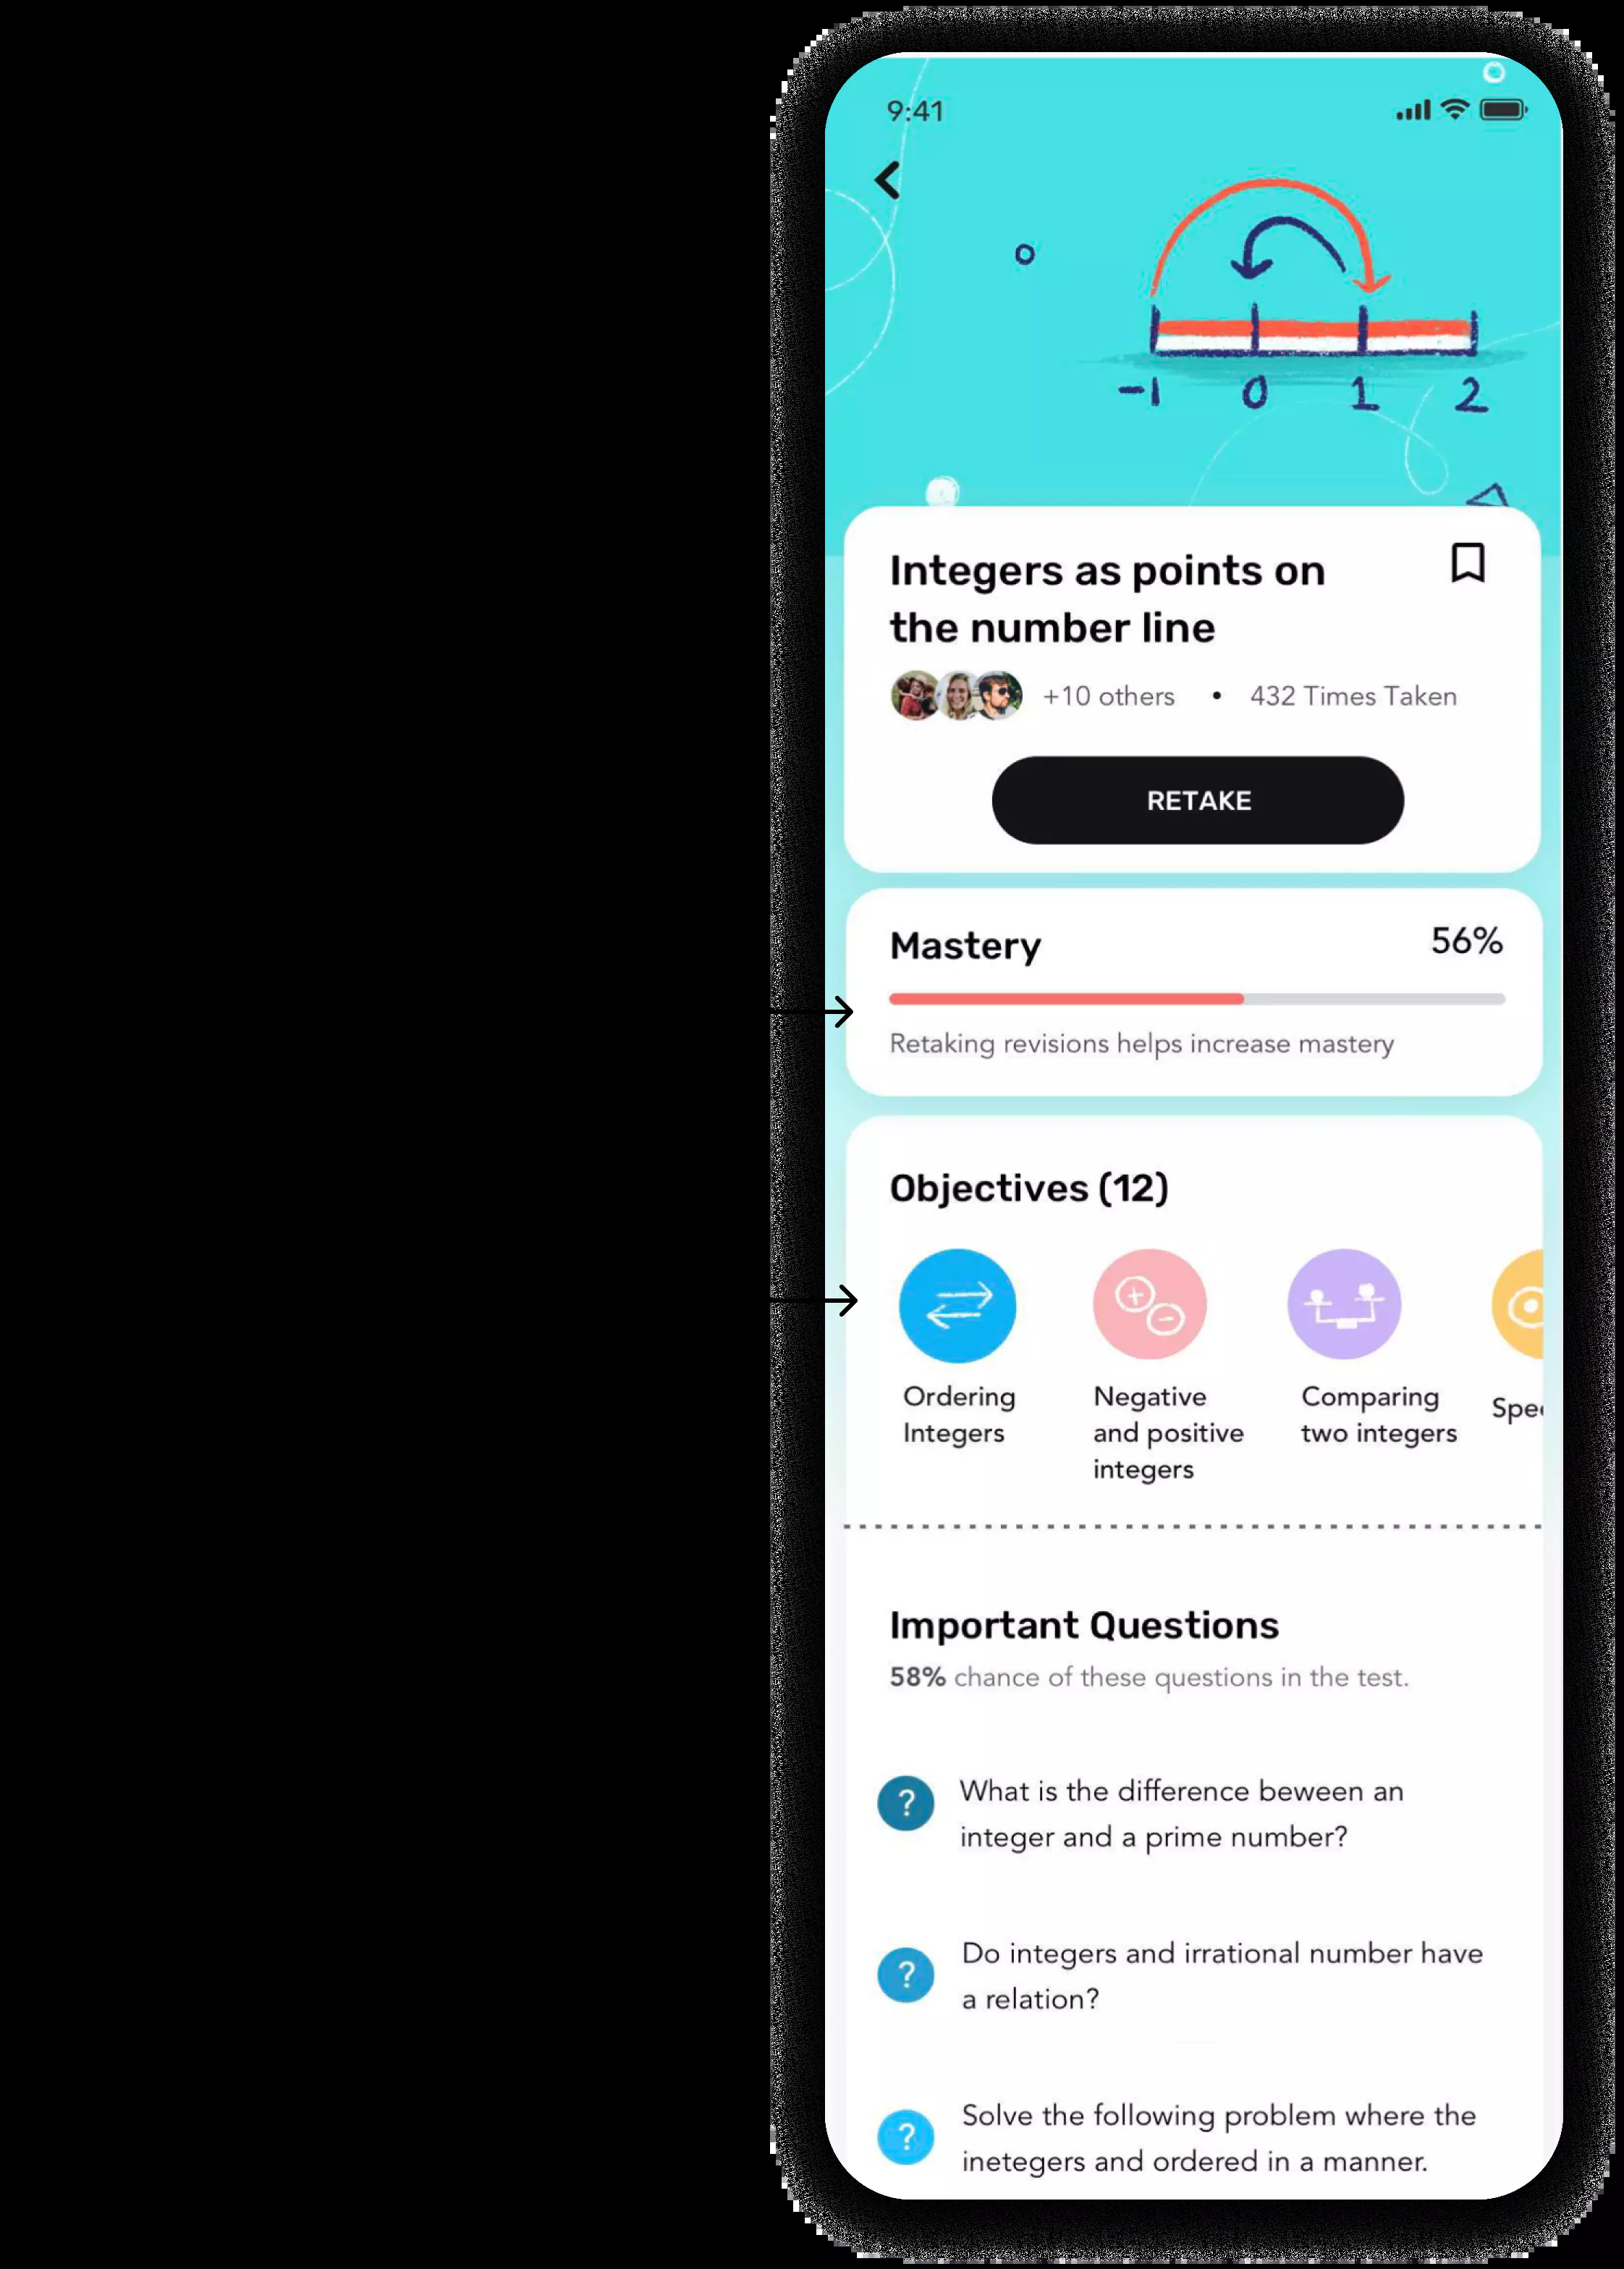 9:41
-1 0 1 2
Integers as points on
the number line
+10 others • 432 Times Taken
RETAKE
Mastery 56%
Retaking revisions helps increase mastery
Objectives (12)
Ordering
Integers
Negative
and positive
integers
Comparing
two integers
Important Questions
58% chance of these questions in the test.
? What is the difference beween an
integer and a prime number?
? Do integers and irrational number have
a relation?
? Solve the following problem where the
inetegers and ordered in a manner.